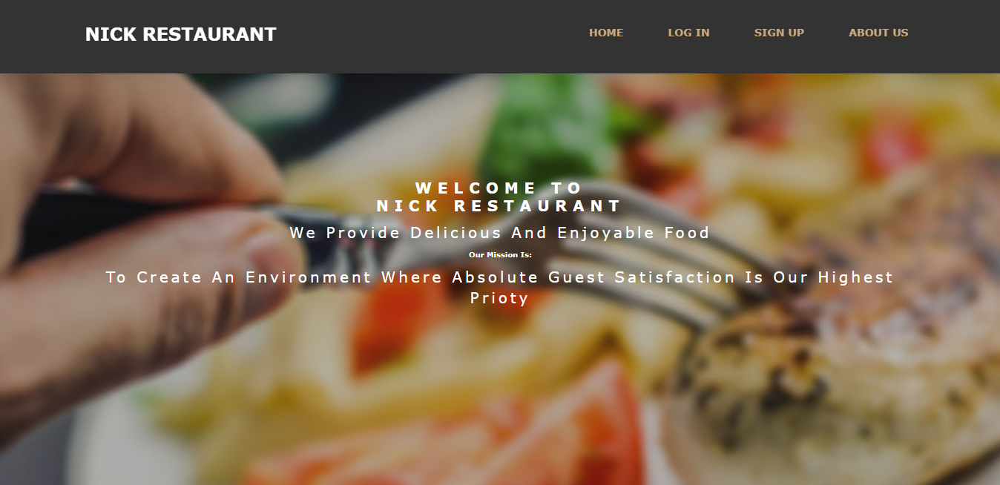 NICK RESTAURANT
HOME LOG IN SIGN UP ABOUT US
WELCOME TO
NICK RESTAURANT
We Provide Delicious And Enjoyable Food
Our Mission Is:
To Create An Environment Where Absolute Guest Satisfaction Is Our Highest
Prioty